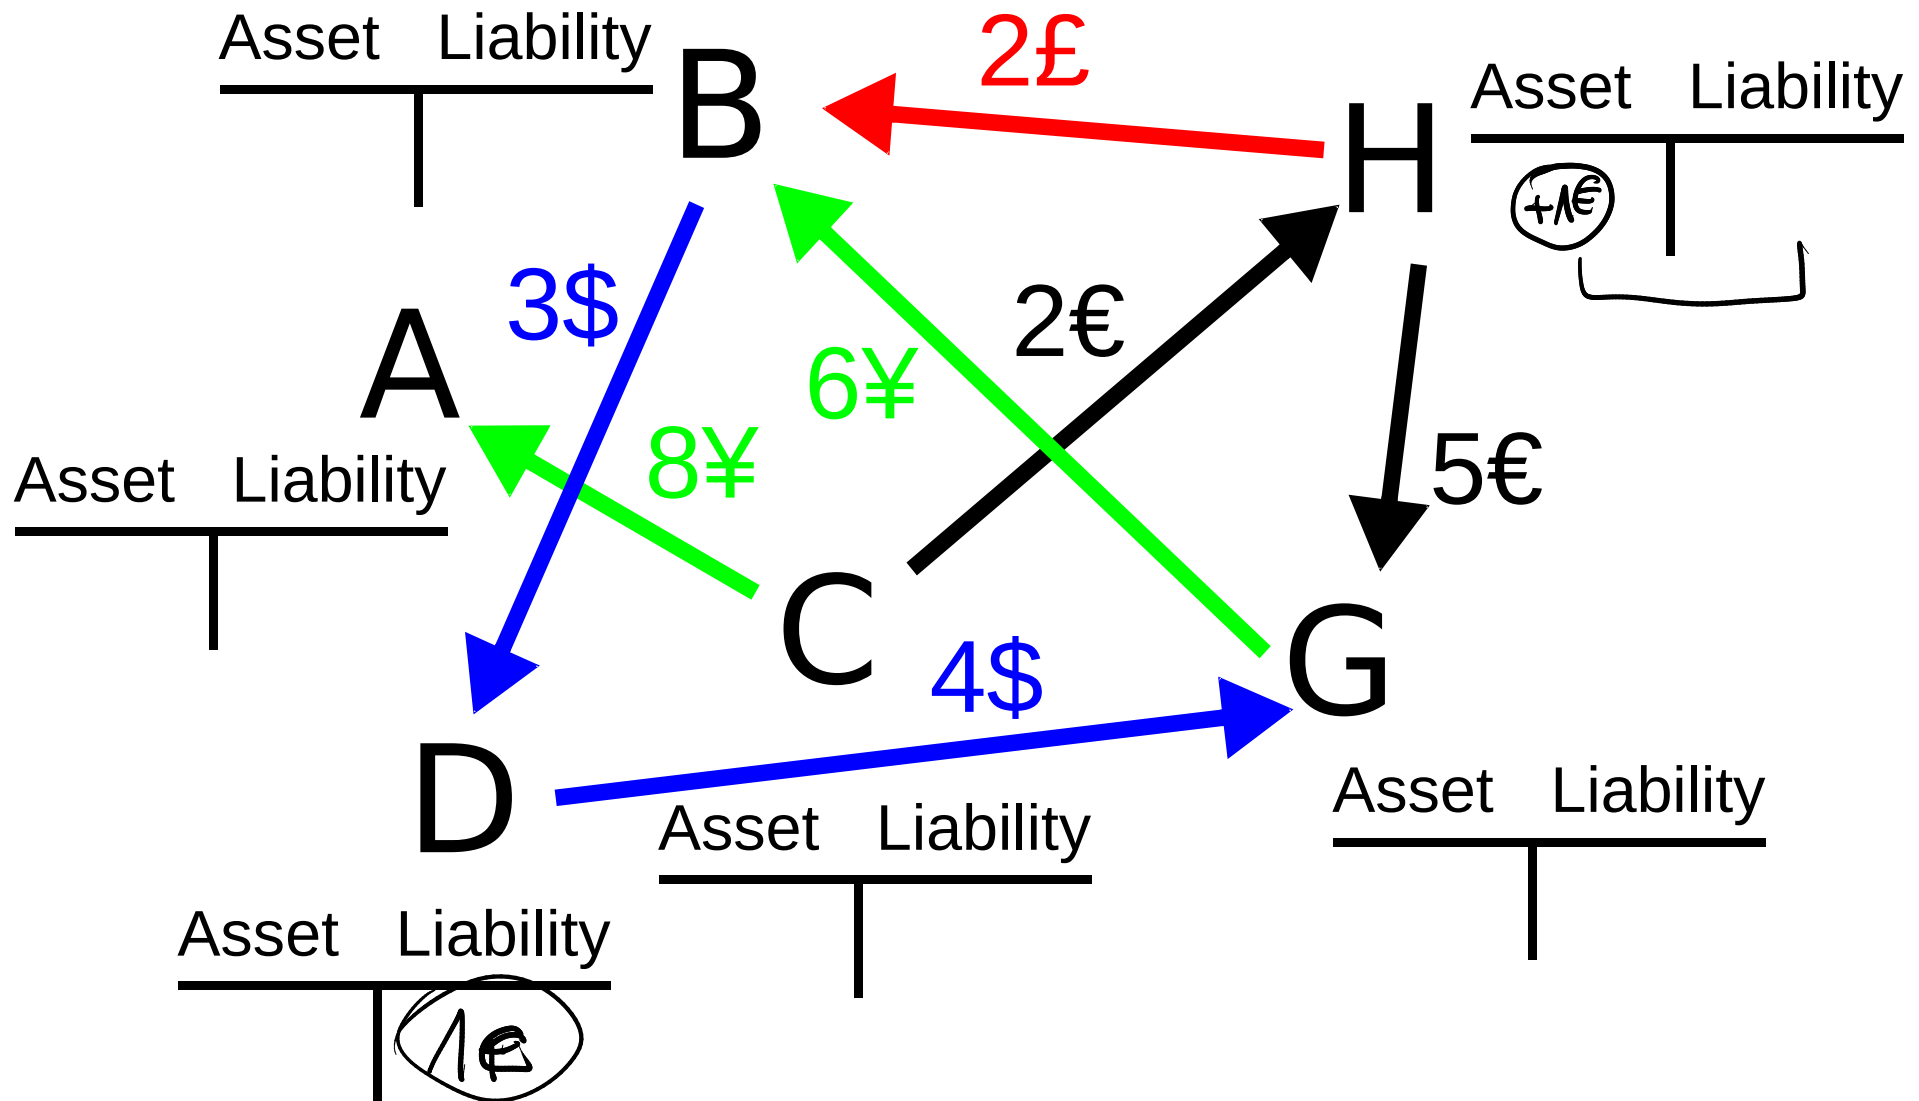 Asset Liability
B
2£
H
Asset Liability
+1€
3$
A
2€
6¥
8¥
5€
Asset Liability
C
G
4$
D
Asset Liability
Asset Liability
Asset Liability
1€